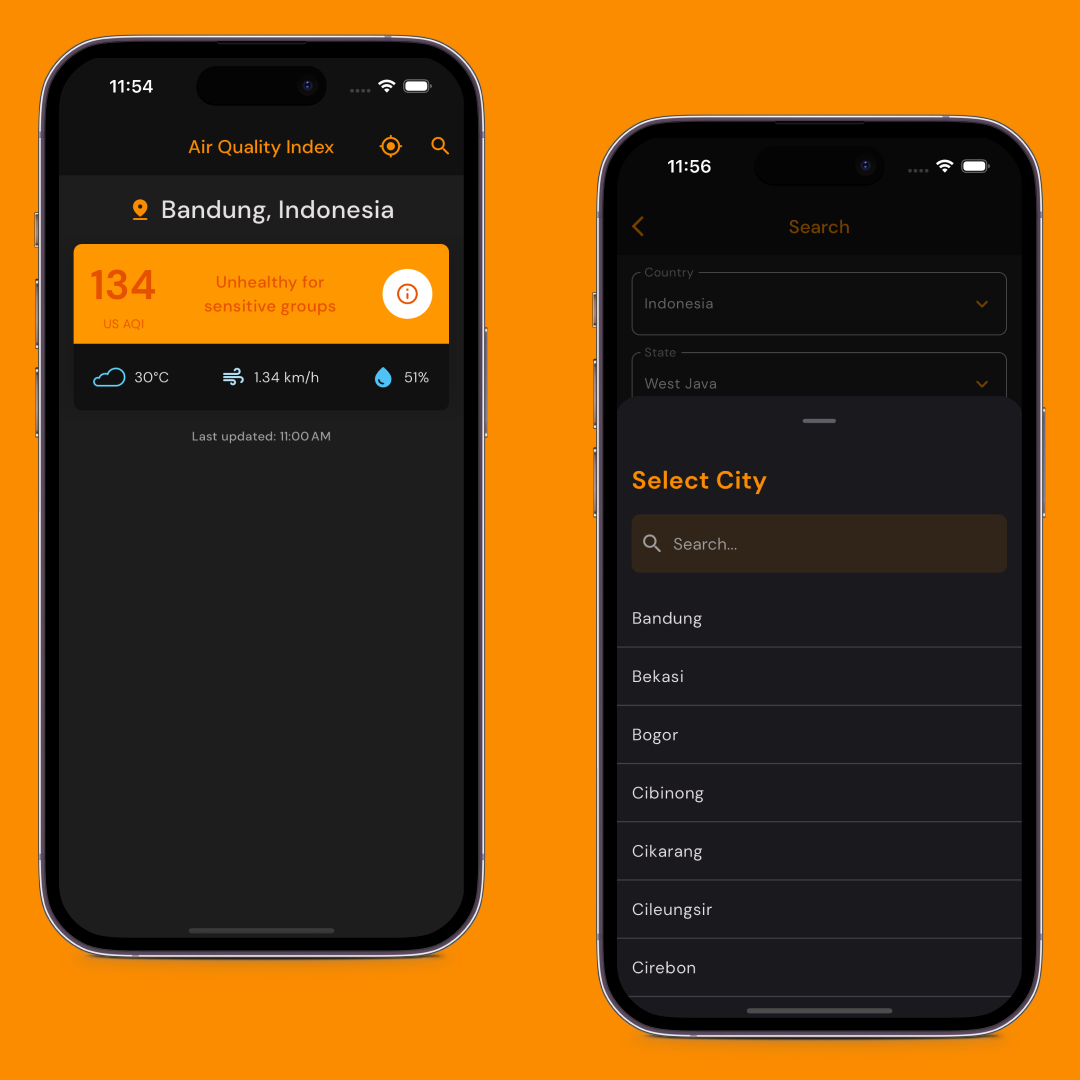 11:54
Air Quality Index
Bandung, Indonesia
134
US AQI
Unhealthy for
sensitive groups
30°C
1.34 km/h
51%
Last updated: 11:00 AM
11:56
Search
Country
Indonesia
State
West Java
Select City
Search...
Bandung
Bekasi
Bogor
Cibinong
Cikarang
Cileungsir
Cirebon